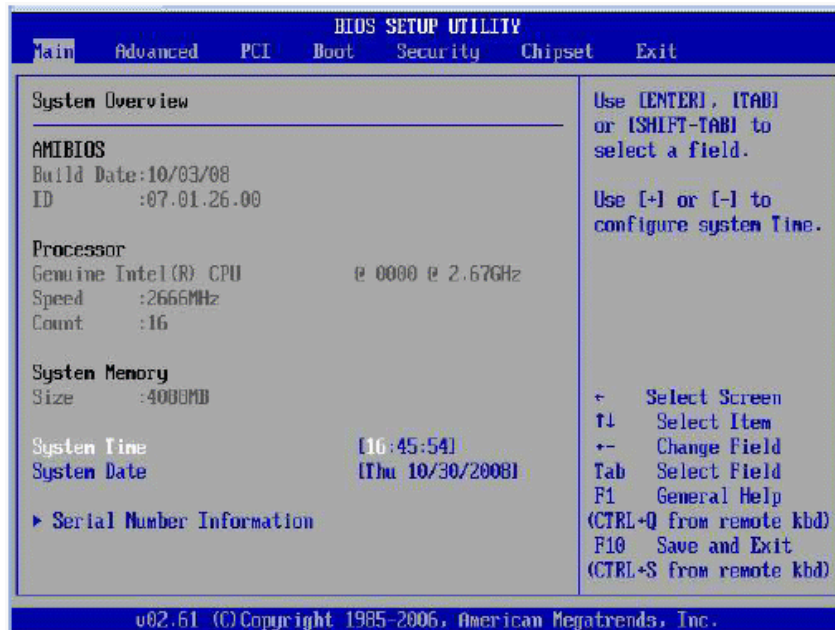 BIOS SETUP UTILITY
Main Advanced PCI Boot Security Chipset Exit
System Overview
AMIBIOS
Build Date:10/03/08
ID :07.01.26.00
Processor
Genuine Intel(R) CPU @ 0000 @ 2.67GHz
Speed :2666MHz
Count :16
System Memory
Size :4088MB
System Time [16:45:54]
System Date [Thu 10/30/2008]
▶ Serial Number Information
Use [ENTER], [TAB]
or [SHIFT-TAB] to
select a field.
Use [+] or [-] to
configure system Time.
← Select Screen
↑↓ Select Item
+- Change Field
Tab Select Field
F1 General Help
(CTRL+Q from remote kbd)
F10 Save and Exit
(CTRL+S from remote kbd)
v02.61 (C)Copyright 1985-2006, American Megatrends, Inc.